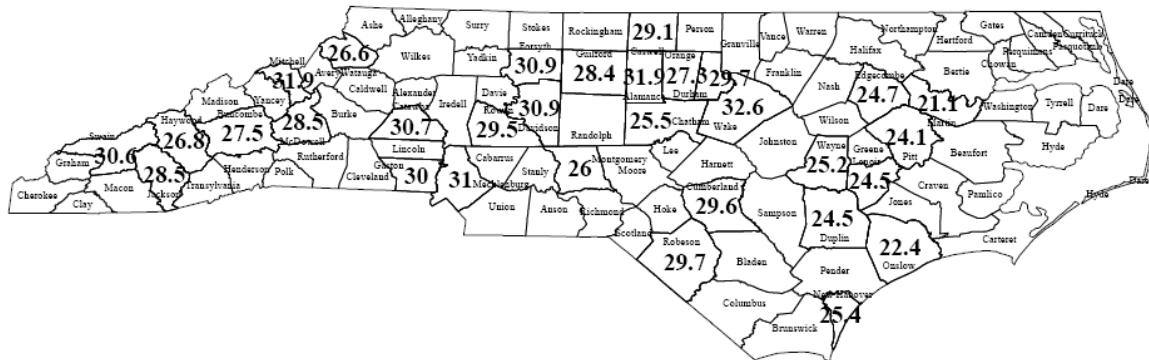 Ashe Alleghany Surry Stokes Rockingham 29.1 Person Granville Vance Warren Northampton Gates Camden Currituck
26.6 Wilkes Yadkin Forsyth 30.9 Guilford 28.4 Caswell 31.9 Orange 27.3 29.7 Franklin Halifax Hertford Perquimans Pasquotank
Mitchell 31.9 Avery Watauga Caldwell Alexander Iredell Davie Alamance Durham Nash Edgecombe 24.7 Bertie Chowan Dare
Madison Yancey Burke Catawba 30.7 Rowan 29.5 30.9 Davidson Randolph 25.5 Chatham 32.6 Wake Wilson 21.1 Martin Washington Tyrrell Dare
Haywood 26.8 Buncombe 27.5 28.5 McDowell Lincoln Johnston Wayne 25.2 Greene 24.1 Pitt Beaufort Hyde
Swain 30.6 Graham Henderson Polk Rutherford Cleveland Gaston 30 31 Mecklenburg Cabarrus Stanly 26 Montgomery Moore Lee Harnett Lenoir 24.5 Craven Pamlico
Cherokee Clay Macon 28.5 Jackson Transylvania Union Anson Richmond Hoke Cumberland 29.6 Sampson 24.5 Duplin Jones Hyde Dare
Scotland Robeson 29.7 Bladen Pender 22.4 Onslow Carteret
Columbus Brunswick New Hanover 25.4